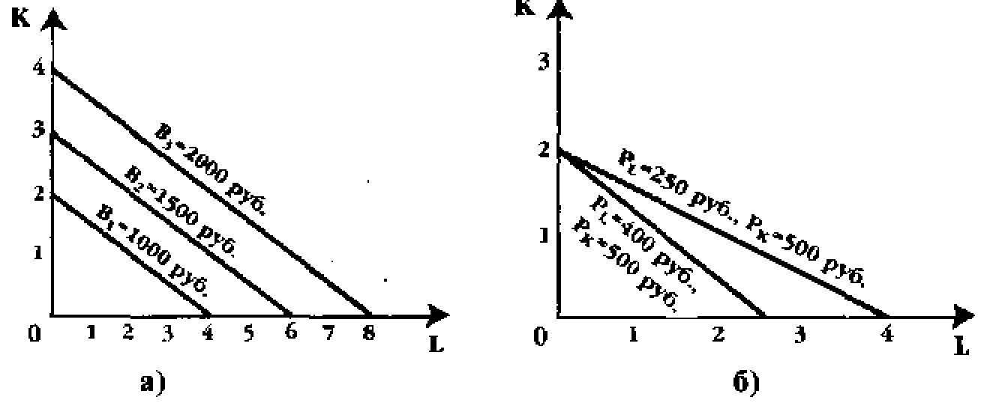 K
4
3
2
1
0
1 2 3 4 5 6 7 8
L
B₃=2000 руб.
B₂=1500 руб.
B₁=1000 руб.
а)
K
3
2
1
0
1 2 3 4
L
P_L=250 руб., P_K=500 руб.
P_L=400 руб.,
P_K=500 руб.
б)